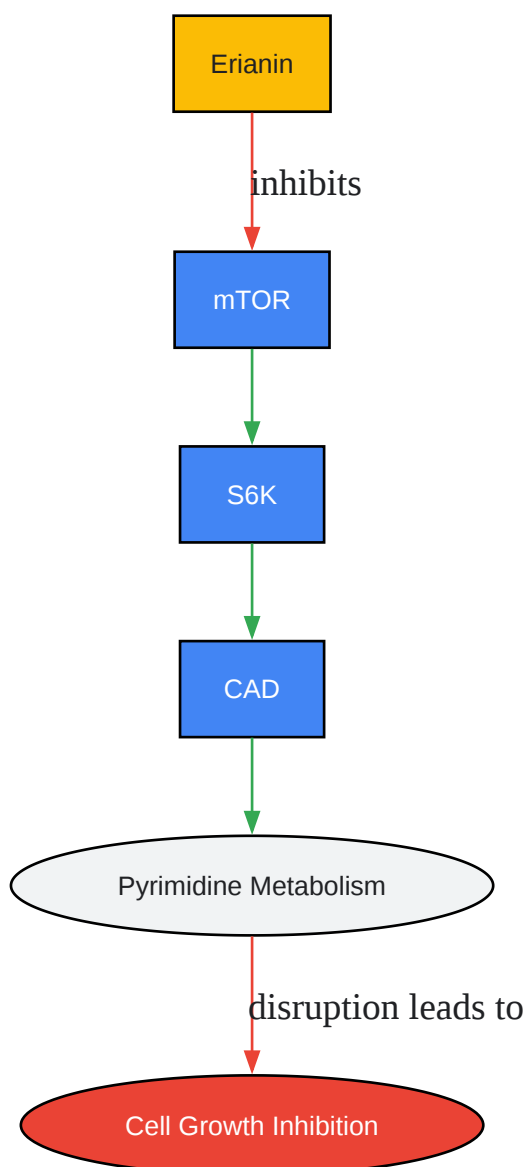 Erianin
inhibits
mTOR
S6K
CAD
Pyrimidine Metabolism
disruption leads to
Cell Growth Inhibition